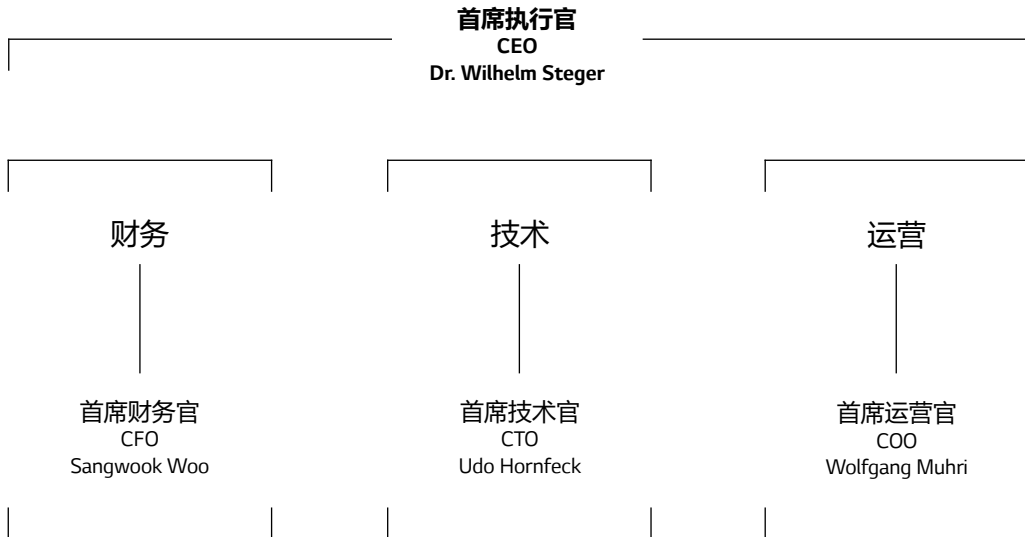 首席执行官
CEO
Dr. Wilhelm Steger
财务
技术
运营
首席财务官
CFO
Sangwook Woo
首席技术官
CTO
Udo Hornfeck
首席运营官
COO
Wolfgang Muhri